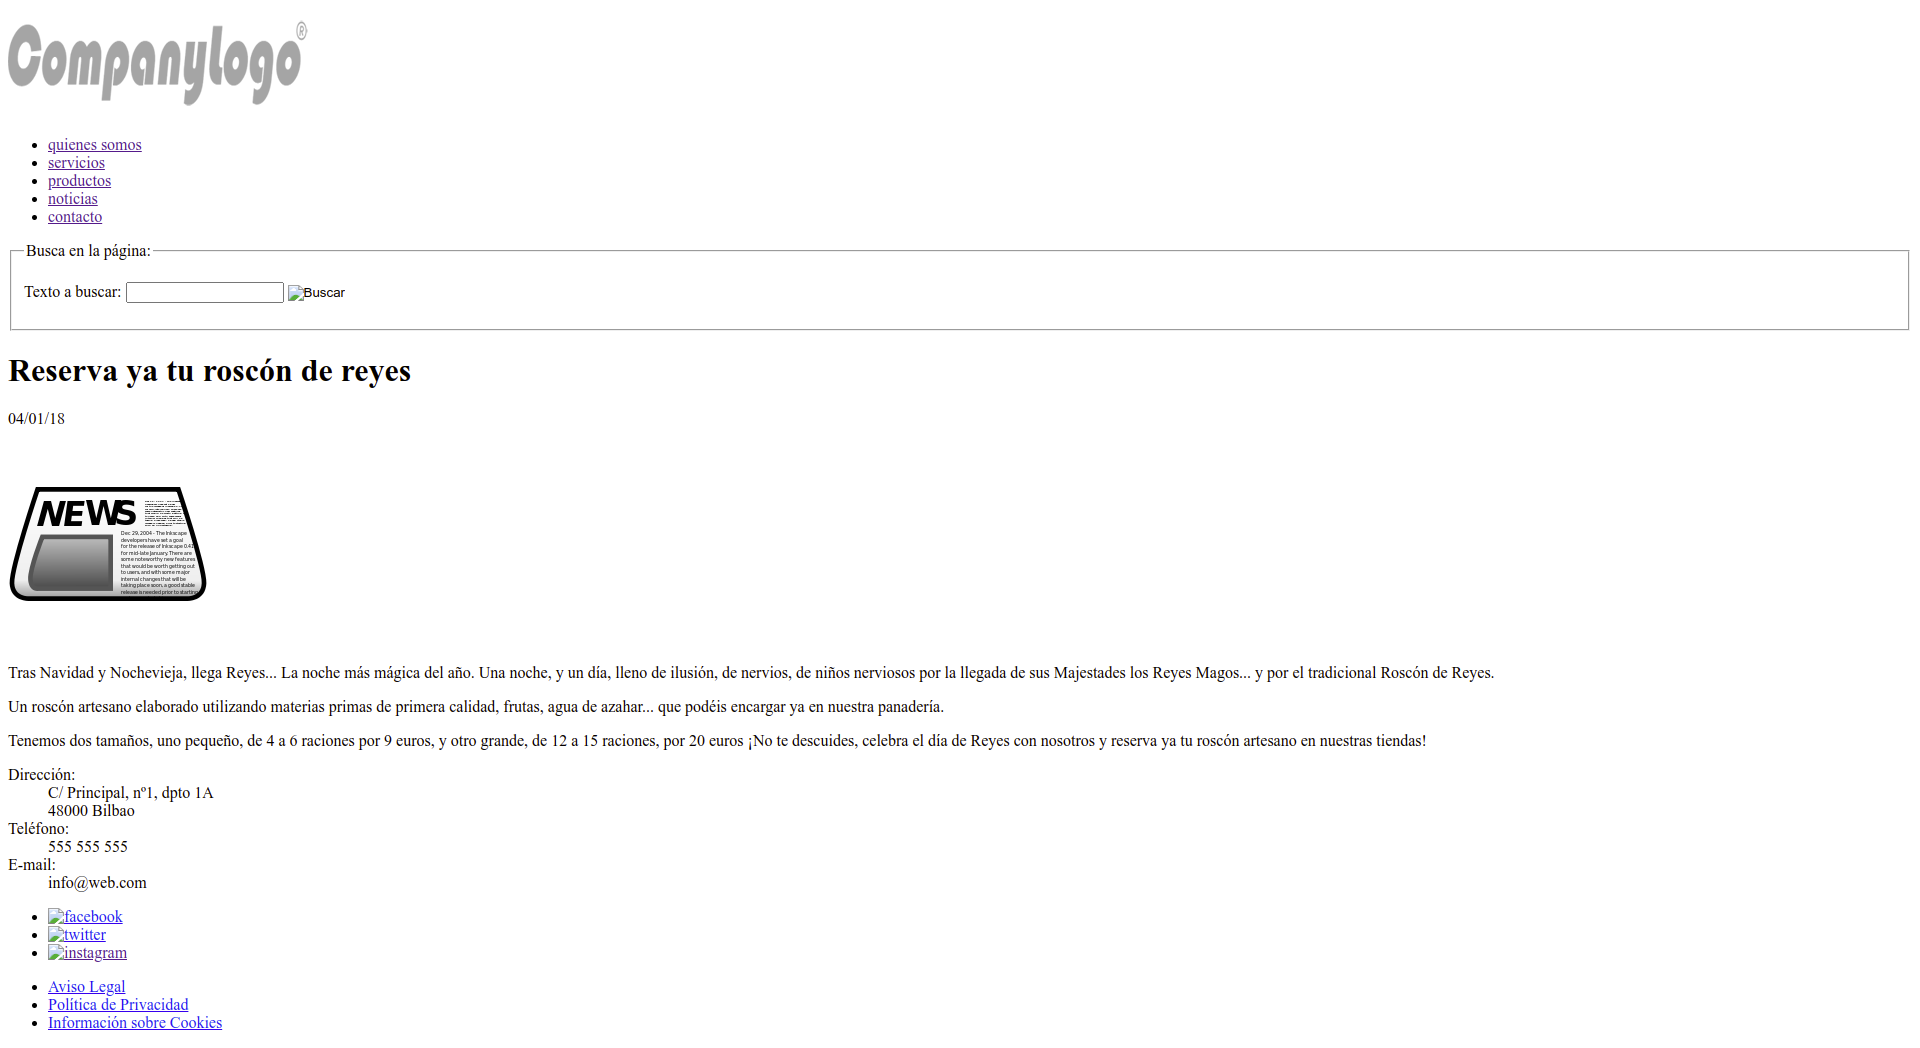 Companylogo®
quienes somos
servicios
productos
noticias
contacto
Busca en la página:
Texto a buscar:
Buscar
Reserva ya tu roscón de reyes
04/01/18
NEWS
Dec 29, 2004 - The Inkscape
developers have set a goal
for the release of Inkscape 0.41
for mid-late January. There are
some noteworthy new features
that would be worth getting out
to users, and with some major
internal changes that will be
taking place soon, a good stable
release is needed prior to starting
Tras Navidad y Nochevieja, llega Reyes... La noche más mágica del año. Una noche, y un día, lleno de ilusión, de nervios, de niños nerviosos por la llegada de sus Majestades los Reyes Magos... y por el tradicional Roscón de Reyes.
Un roscón artesano elaborado utilizando materias primas de primera calidad, frutas, agua de azahar... que podéis encargar ya en nuestra panadería.
Tenemos dos tamaños, uno pequeño, de 4 a 6 raciones por 9 euros, y otro grande, de 12 a 15 raciones, por 20 euros ¡No te descuides, celebra el día de Reyes con nosotros y reserva ya tu roscón artesano en nuestras tiendas!
Dirección:
C/ Principal, nº1, dpto 1A
48000 Bilbao
Teléfono:
555 555 555
E-mail:
info@web.com
facebook
twitter
instagram
Aviso Legal
Política de Privacidad
Información sobre Cookies